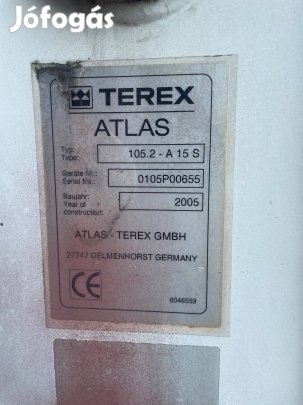 Jófogás
TEREX
ATLAS
Typ:
Type:
105.2 - A 15 S
Geräte Nr.:
Serial No.:
0105P00655
Baujahr:
Year of
construction:
2005
ATLAS - TEREX GMBH
27747 DELMENHORST GERMANY
CE
6046559